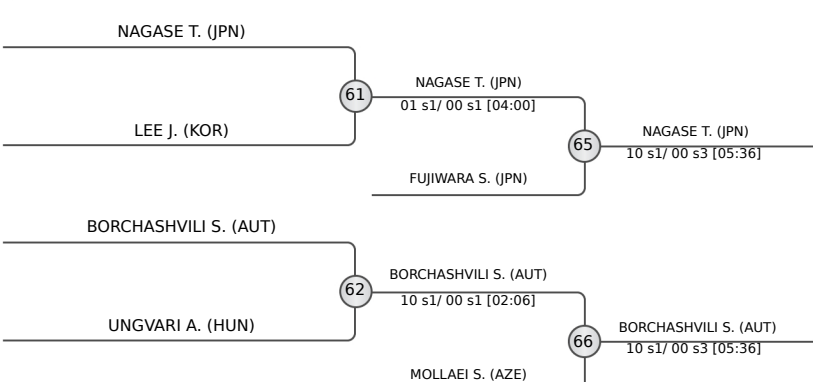 NAGASE T. (JPN)
61
NAGASE T. (JPN)
01 s1/ 00 s1 [04:00]
LEE J. (KOR)
65
NAGASE T. (JPN)
10 s1/ 00 s3 [05:36]
FUJIWARA S. (JPN)
BORCHASHVILI S. (AUT)
62
BORCHASHVILI S. (AUT)
10 s1/ 00 s1 [02:06]
UNGVARI A. (HUN)
66
BORCHASHVILI S. (AUT)
10 s1/ 00 s3 [05:36]
MOLLAEI S. (AZE)